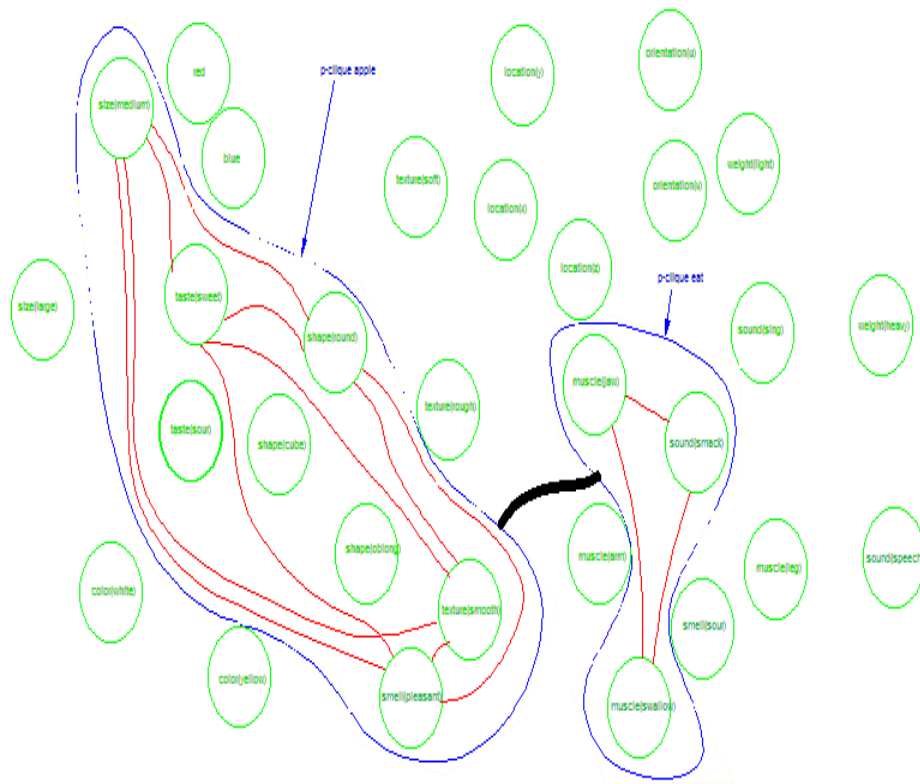 orientation(u)
red
p-clique apple
location(y)
size(medium)
blue
weight(light)
texture(soft)
orientation(v)
location(x)
location(z)
p-clique eat
taste(sweet)
size(large)
shape(round)
sound(sing)
weight(heavy)
muscle(jaw)
texture(rough)
taste(sour)
shape(cube)
sound(smack)
shape(oblong)
muscle(arm)
sound(speech
muscle(leg)
color(white)
texture(smooth)
smell(sour)
color(yellow)
smell(pleasant)
muscle(swallow)